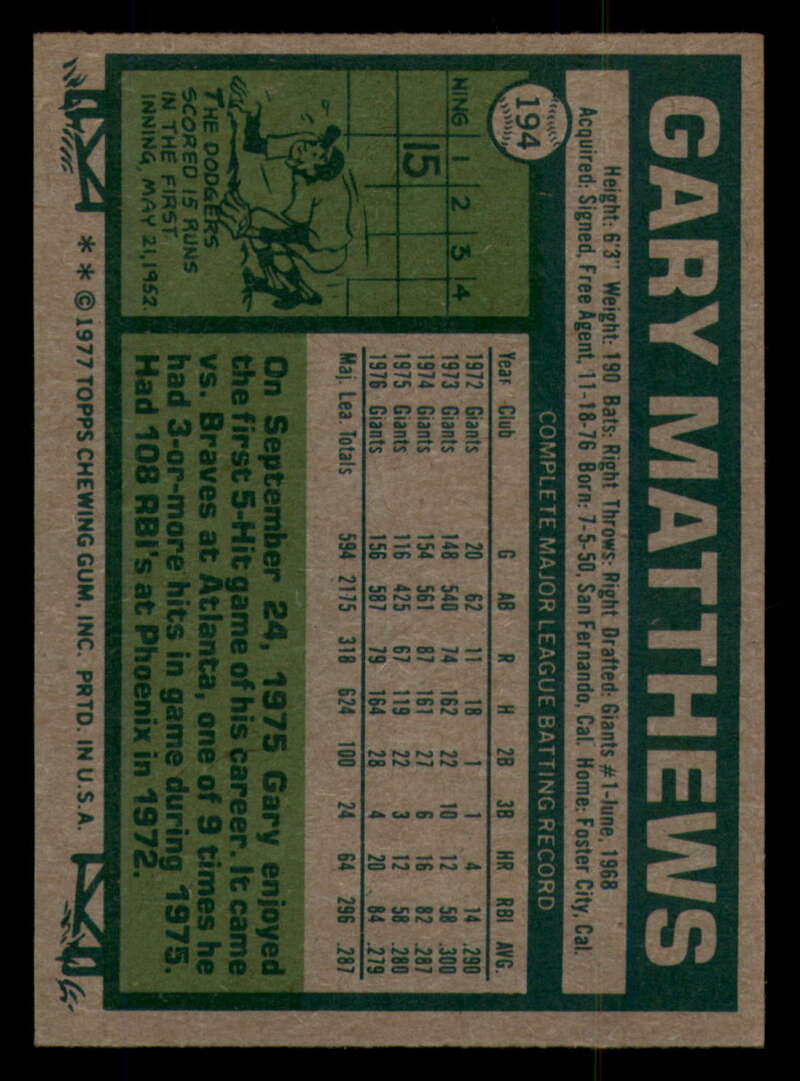 194
GARY MATTHEWS
Height: 6'3" Weight: 190 Bats: Right Throws: Right Drafted: Giants #1-June, 1968
Acquired: Signed, Free Agent, 11-18-76 Born: 7-5-50, San Fernando, Cal. Home: Foster City, Cal.
COMPLETE MAJOR LEAGUE BATTING RECORD
Year Club G AB R H 2B 3B HR RBI AVG.
1972 Giants 20 62 11 18 1 1 4 14 .290
1973 Giants 148 540 74 162 22 10 12 58 .300
1974 Giants 154 561 87 161 27 6 16 82 .287
1975 Giants 116 425 67 119 22 3 12 58 .280
1976 Giants 156 587 79 164 28 4 20 84 .279
Maj. Lea. Totals 594 2175 318 624 100 24 64 296 .287
NING 1 2 3 4
15
THE DODGERS
SCORED 15 RUNS
IN THE FIRST
INNING, MAY 21, 1952.
On September 24, 1975 Gary enjoyed
the first 5-Hit game of his career. It came
vs. Braves at Atlanta, one of 9 times he
had 3-or-more hits in game during 1975.
Had 108 RBI's at Phoenix in 1972.
* * ©1977 TOPPS CHEWING GUM, INC. PRTD. IN U.S.A.